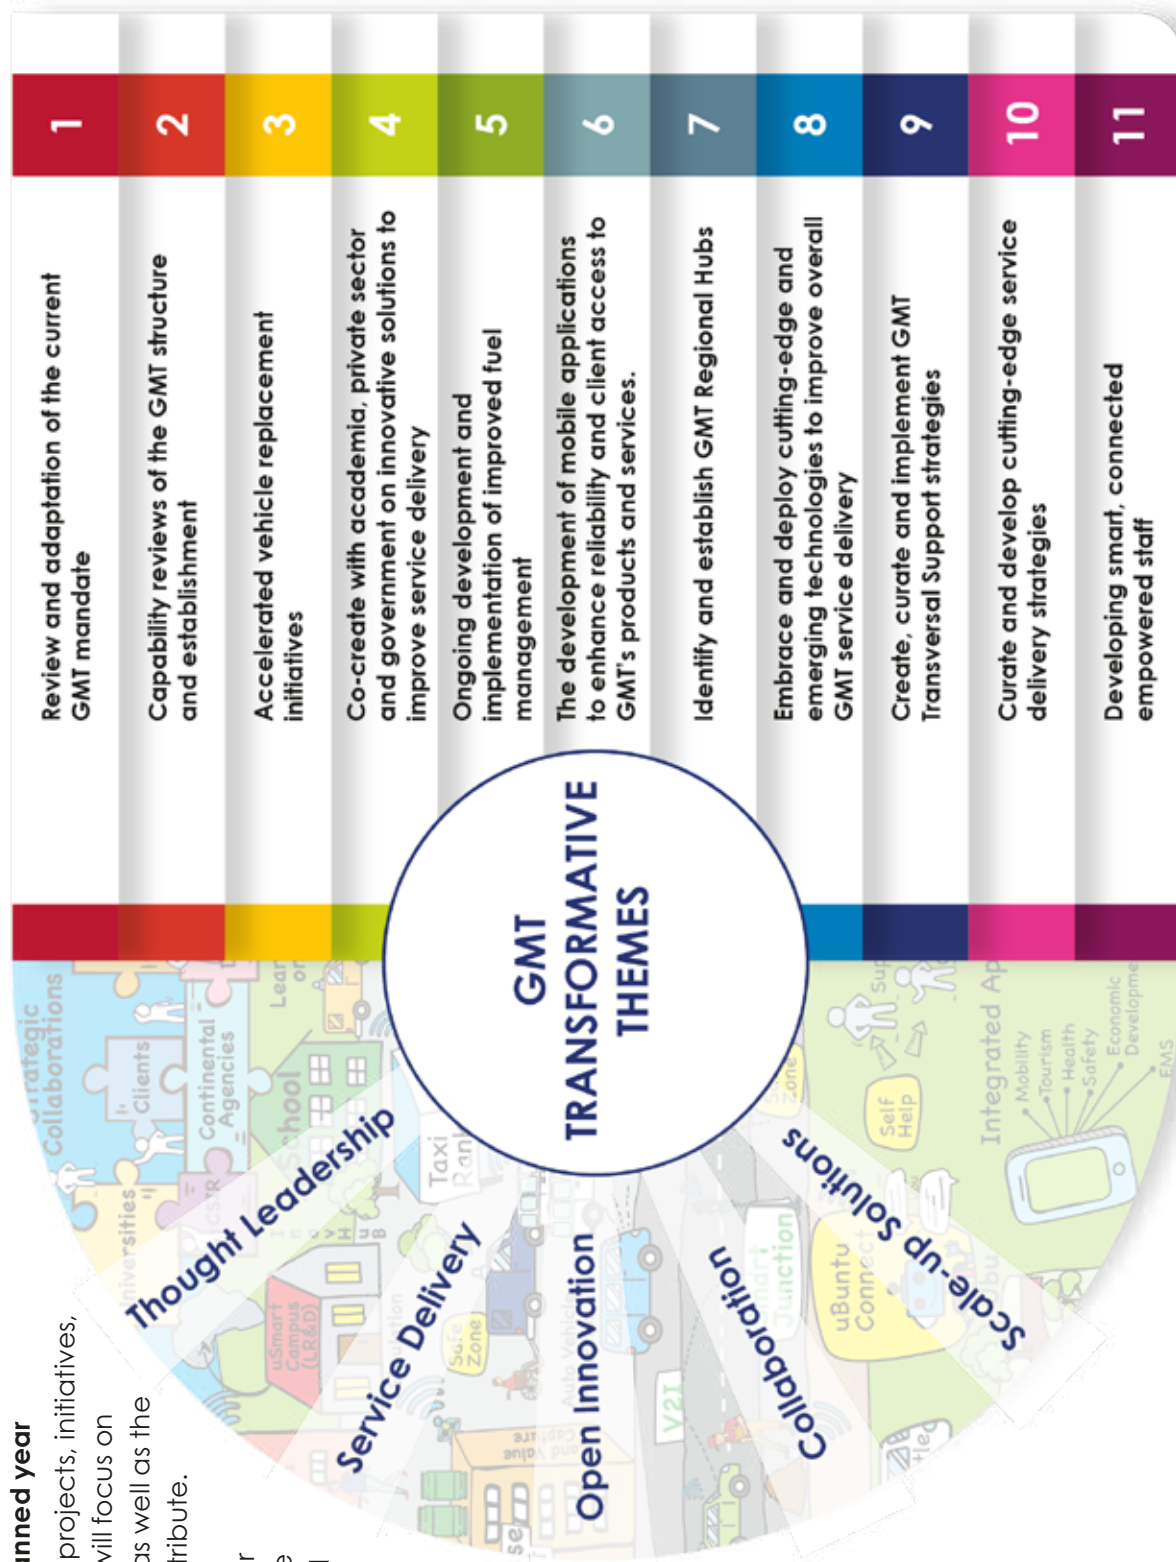 anned year
projects, initiatives,
will focus on
as well as the
tribute.
GMT
TRANSFORMATIVE
THEMES
Thought Leadership
Service Delivery
Open Innovation
Collaboration
Scale-up Solutions
1
Review and adaptation of the current
GMT mandate
2
Capability reviews of the GMT structure
and establishment
3
Accelerated vehicle replacement
initiatives
4
Co-create with academia, private sector
and government on innovative solutions to
improve service delivery
5
Ongoing development and
implementation of improved fuel
management
6
The development of mobile applications
to enhance reliability and client access to
GMT's products and services.
7
Identify and establish GMT Regional Hubs
8
Embrace and deploy cutting-edge and
emerging technologies to improve overall
GMT service delivery
9
Create, curate and implement GMT
Transversal Support strategies
10
Curate and develop cutting-edge service
delivery strategies
11
Developing smart, connected
empowered staff
Collaborations
Clients
Continental
Agencies
School
Taxi
uSmart
Campus
(LR&D)
Safe
Zone
Auto Vehicle
Land Value
Capture
V2I
Smart
Junction
uBuntu
Connect
Self
Help
Zone
Integrated Ap
Mobility
Tourism
Health
Safety
Economic
Developme
EMS